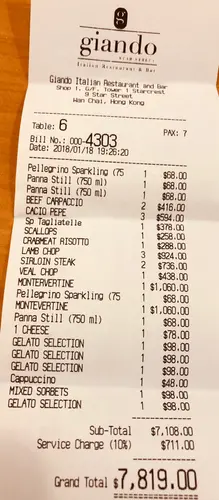 g
giando
Italian Restaurant & Bar
Giando Italian Restaurant and Bar
Shop 1, G/F, Tower 1 Starcrest
9 Star Street
Wan Chai, Hong Kong
Table: 6 PAX: 7
Bill No.: 000-4303
Date: 2018/01/18 19:26:20
Pellegrino Sparkling (75 1 $68.00
Panna Still (750 ml) 1 $68.00
Panna Still (750 ml) 1 $68.00
BEEF CARPACCIO 2 $416.00
CACIO PEPE 3 $594.00
Sp Tagliatelle 1 $378.00
SCALLOPS 1 $258.00
CRABMEAT RISOTTO 1 $288.00
LAMB CHOP 3 $924.00
SIRLOIN STEAK 2 $736.00
VEAL CHOP 1 $438.00
MONTERVERTINE 1 $1,060.00
Pellegrino Sparkling (75 1 $68.00
MONTEVERTINE 1 $1,060.00
Panna Still (750 ml) 1 $68.00
1 CHEESE 1 $78.00
GELATO SELECTION 1 $98.00
GELATO SELECTION 1 $98.00
GELATO SELECTION 1 $98.00
Cappuccino 1 $48.00
MIXED SORBETS 1 $98.00
GELATO SELECTION 1 $98.00
Sub-Total $7,108.00
Service Charge (10%) $711.00
Grand Total $7,819.00